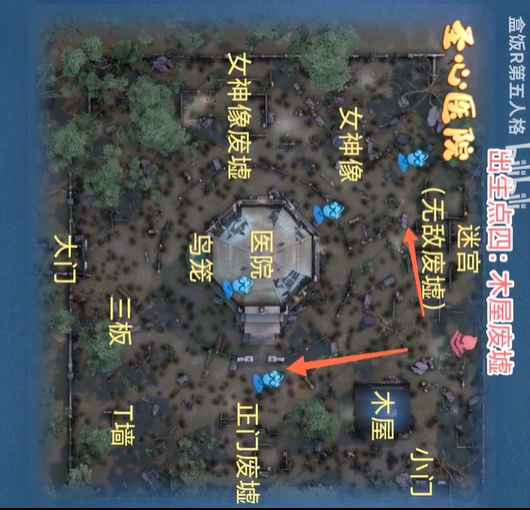 盒饭R第五人格
圣心医院
出生点四：木屋废墟
迷宫
(无敌废墟)
小门
女神像
木屋
女神像废墟
医院
正门废墟
鸟笼
三板
T墙
大门